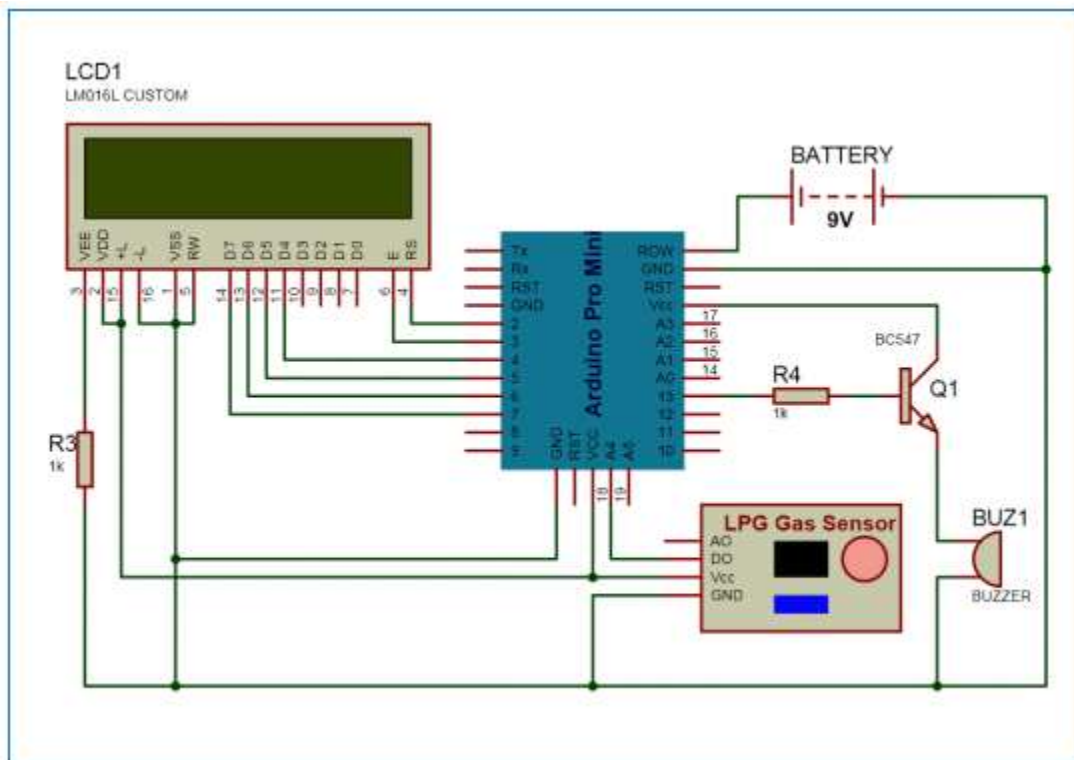 LCD1
LM016L CUSTOM
BATTERY
9V
VEE
VDD
+L
-L
VSS
RW
D7
D6
D5
D4
D3
D2
D1
D0
E
RS
3
2
15
16
1
5
14
13
12
11
10
9
8
7
6
4
Arduino Pro Mini
Tx
Rx
RST
GND
2
3
4
5
6
7
8
9
RDW
GND
RST
Vcc
A3 17
A2 16
A1 15
A0 14
13
12
11
10
GND
RST
VCC
A4
A5
18
19
BC547
Q1
R4
1k
R3
1k
LPG Gas Sensor
AO
DO
Vcc
GND
BUZ1
BUZZER